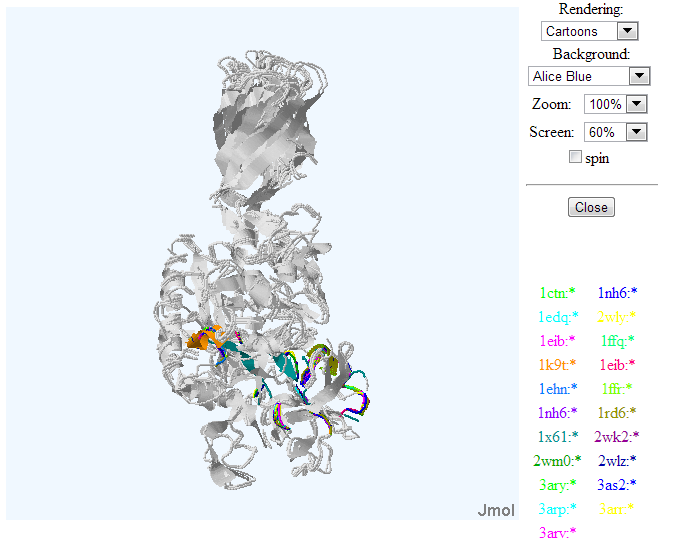 Rendering:
Cartoons
Background:
Alice Blue
Zoom: 100%
Screen: 60%
spin
Close
1ctn:* 1nh6:*
1edq:* 2wly:*
1eib:* 1ffq:*
1k9t:* 1eib:*
1ehn:* 1ffr:*
1nh6:* 1rd6:*
1x61:* 2wk2:*
2wm0:* 2wlz:*
3ary:* 3as2:*
3arp:* 3arr:*
3arv:*
Jmol